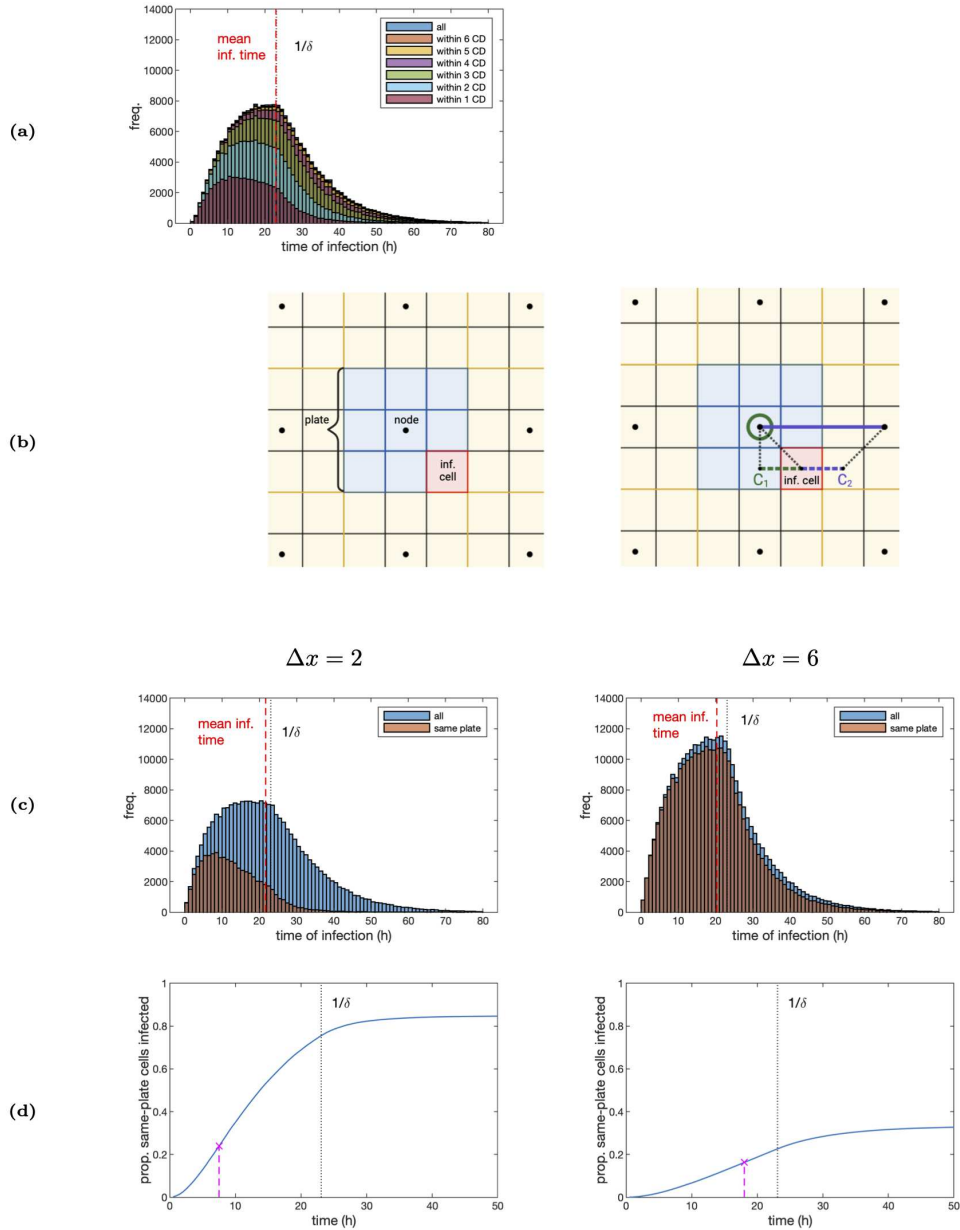 (a)
14000
12000
10000
8000
6000
4000
2000
0
freq.
mean
inf. time
1/δ
all
within 6 CD
within 5 CD
within 4 CD
within 3 CD
within 2 CD
within 1 CD
0 10 20 30 40 50 60 70 80
time of infection (h)
(b)
plate
node
inf.
cell
C1
inf. cell
C2
Δx = 2
Δx = 6
(c)
14000
12000
10000
8000
6000
4000
2000
0
freq.
mean inf.
time
1/δ
all
same plate
0 10 20 30 40 50 60 70 80
time of infection (h)
14000
12000
10000
8000
6000
4000
2000
0
freq.
mean inf.
time
1/δ
all
same plate
0 10 20 30 40 50 60 70 80
time of infection (h)
(d)
1
0.8
0.6
0.4
0.2
0
prop. same-plate cells infected
1/δ
0 10 20 30 40 50
time (h)
1
0.8
0.6
0.4
0.2
0
prop. same-plate cells infected
1/δ
0 10 20 30 40 50
time (h)